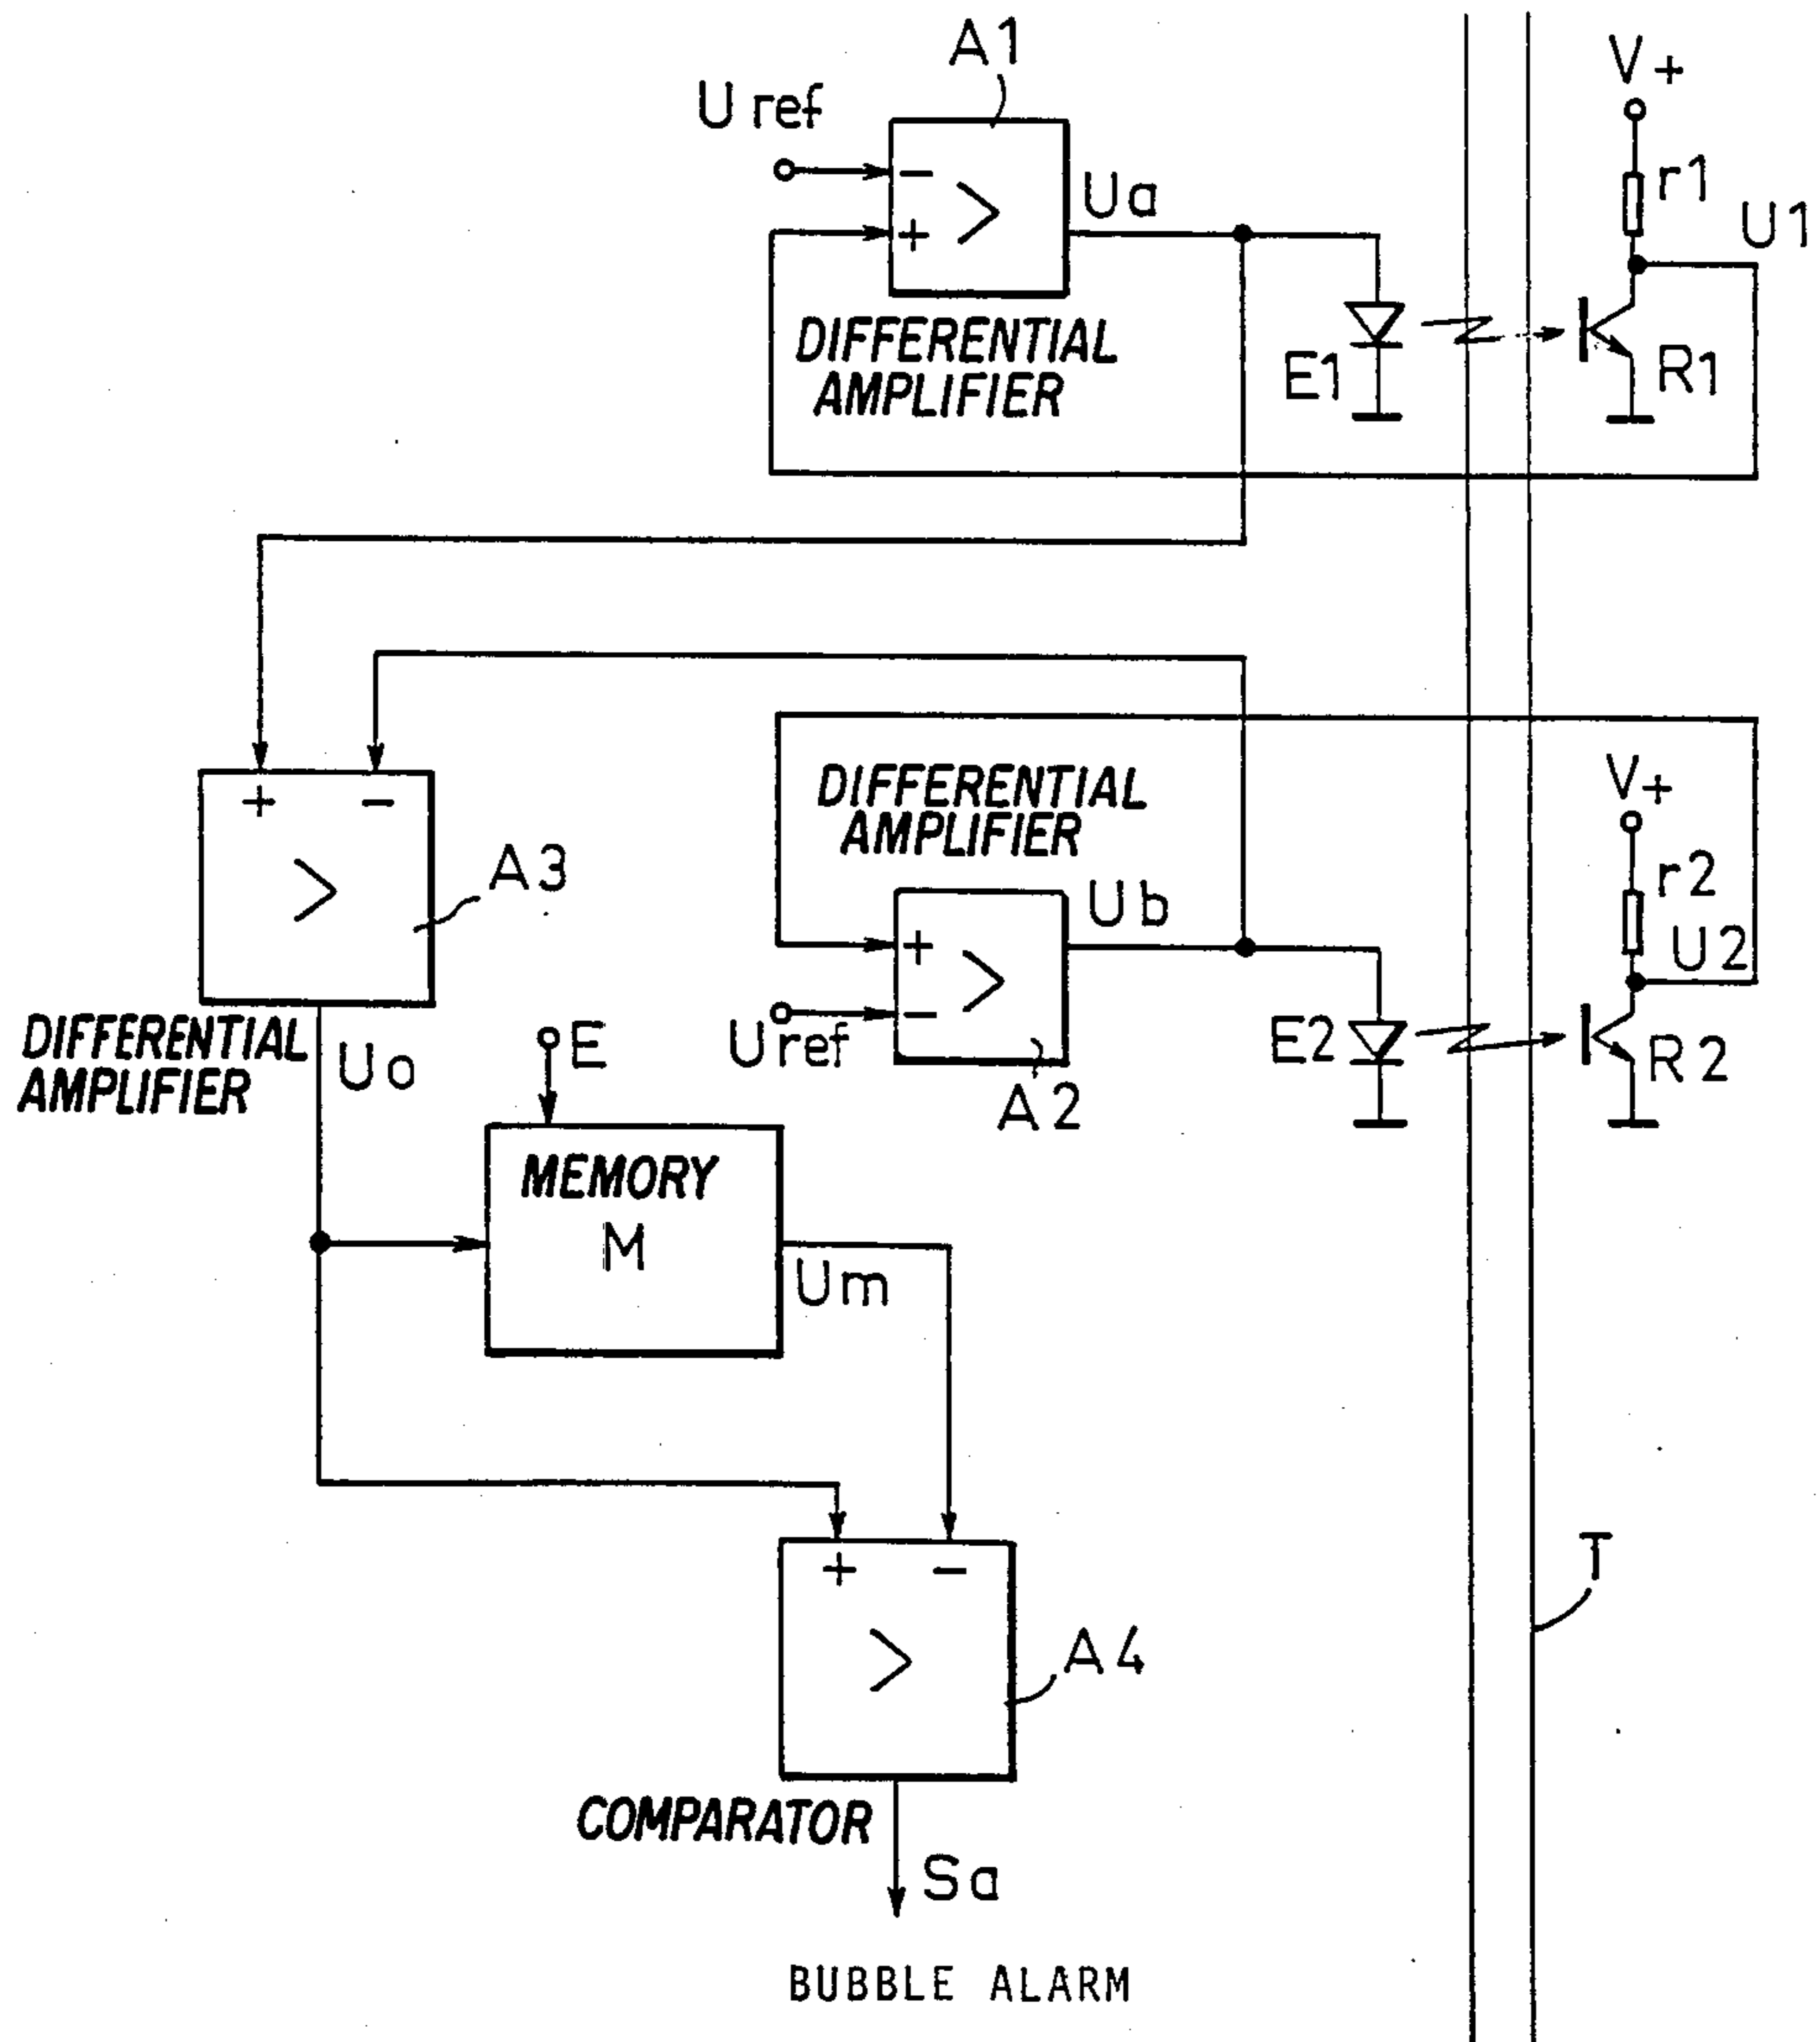 A1
V+
Uref
−
+
>
Ua
r1
U1
DIFFERENTIAL
AMPLIFIER
E1
R1
+ −
>
A3
DIFFERENTIAL
AMPLIFIER
V+
r2
Ub
U2
+
−
>
Uref
E2
R2
A2
DIFFERENTIAL
AMPLIFIER
Uo
E
MEMORY
M
Um
+ −
>
A4
T
COMPARATOR
Sa
BUBBLE ALARM